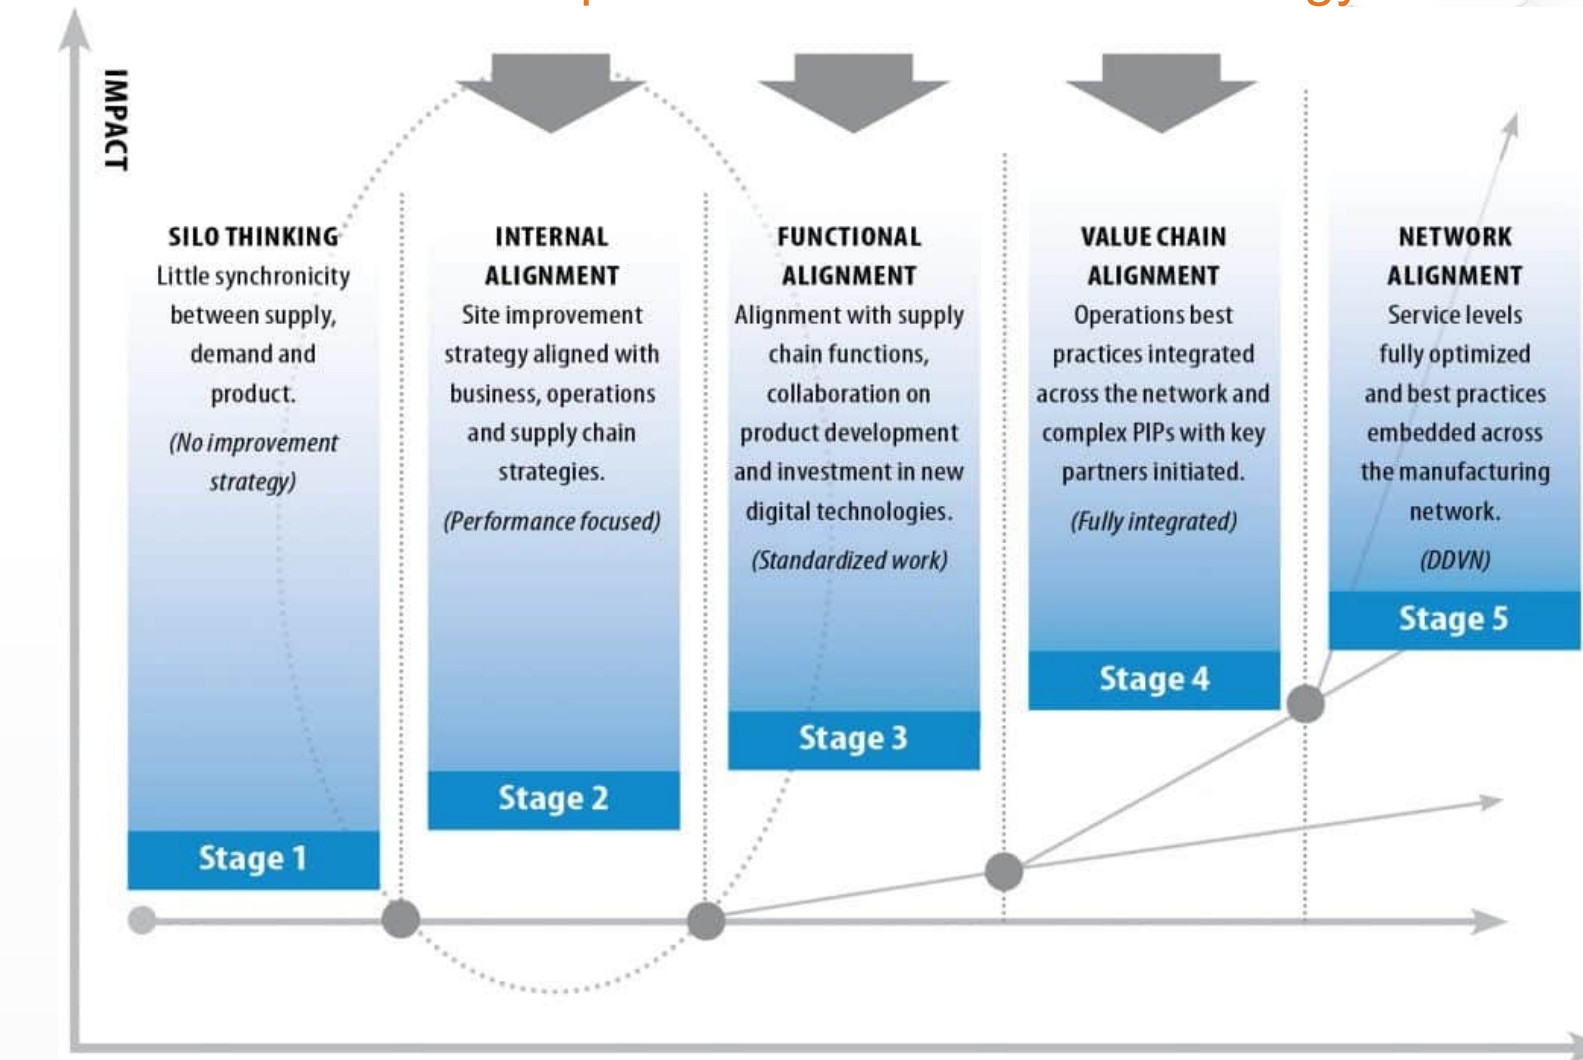 IMPACT
SILO THINKING
Little synchronicity
between supply,
demand and
product.
(No improvement
strategy)
Stage 1
INTERNAL
ALIGNMENT
Site improvement
strategy aligned with
business, operations
and supply chain
strategies.
(Performance focused)
Stage 2
FUNCTIONAL
ALIGNMENT
Alignment with supply
chain functions,
collaboration on
product development
and investment in new
digital technologies.
(Standardized work)
Stage 3
VALUE CHAIN
ALIGNMENT
Operations best
practices integrated
across the network and
complex PIPs with key
partners initiated.
(Fully integrated)
Stage 4
NETWORK
ALIGNMENT
Service levels
fully optimized
and best practices
embedded across
the manufacturing
network.
(DDVN)
Stage 5